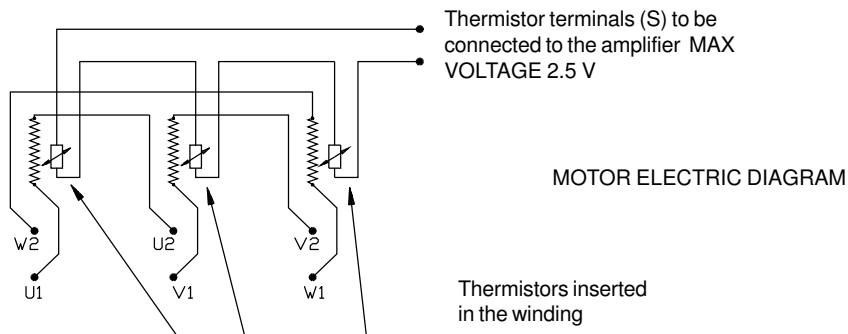 Thermistor terminals (S) to be
connected to the amplifier MAX
VOLTAGE 2.5 V
MOTOR ELECTRIC DIAGRAM
W2 U2 V2
U1 V1 W1
Thermistors inserted
in the winding